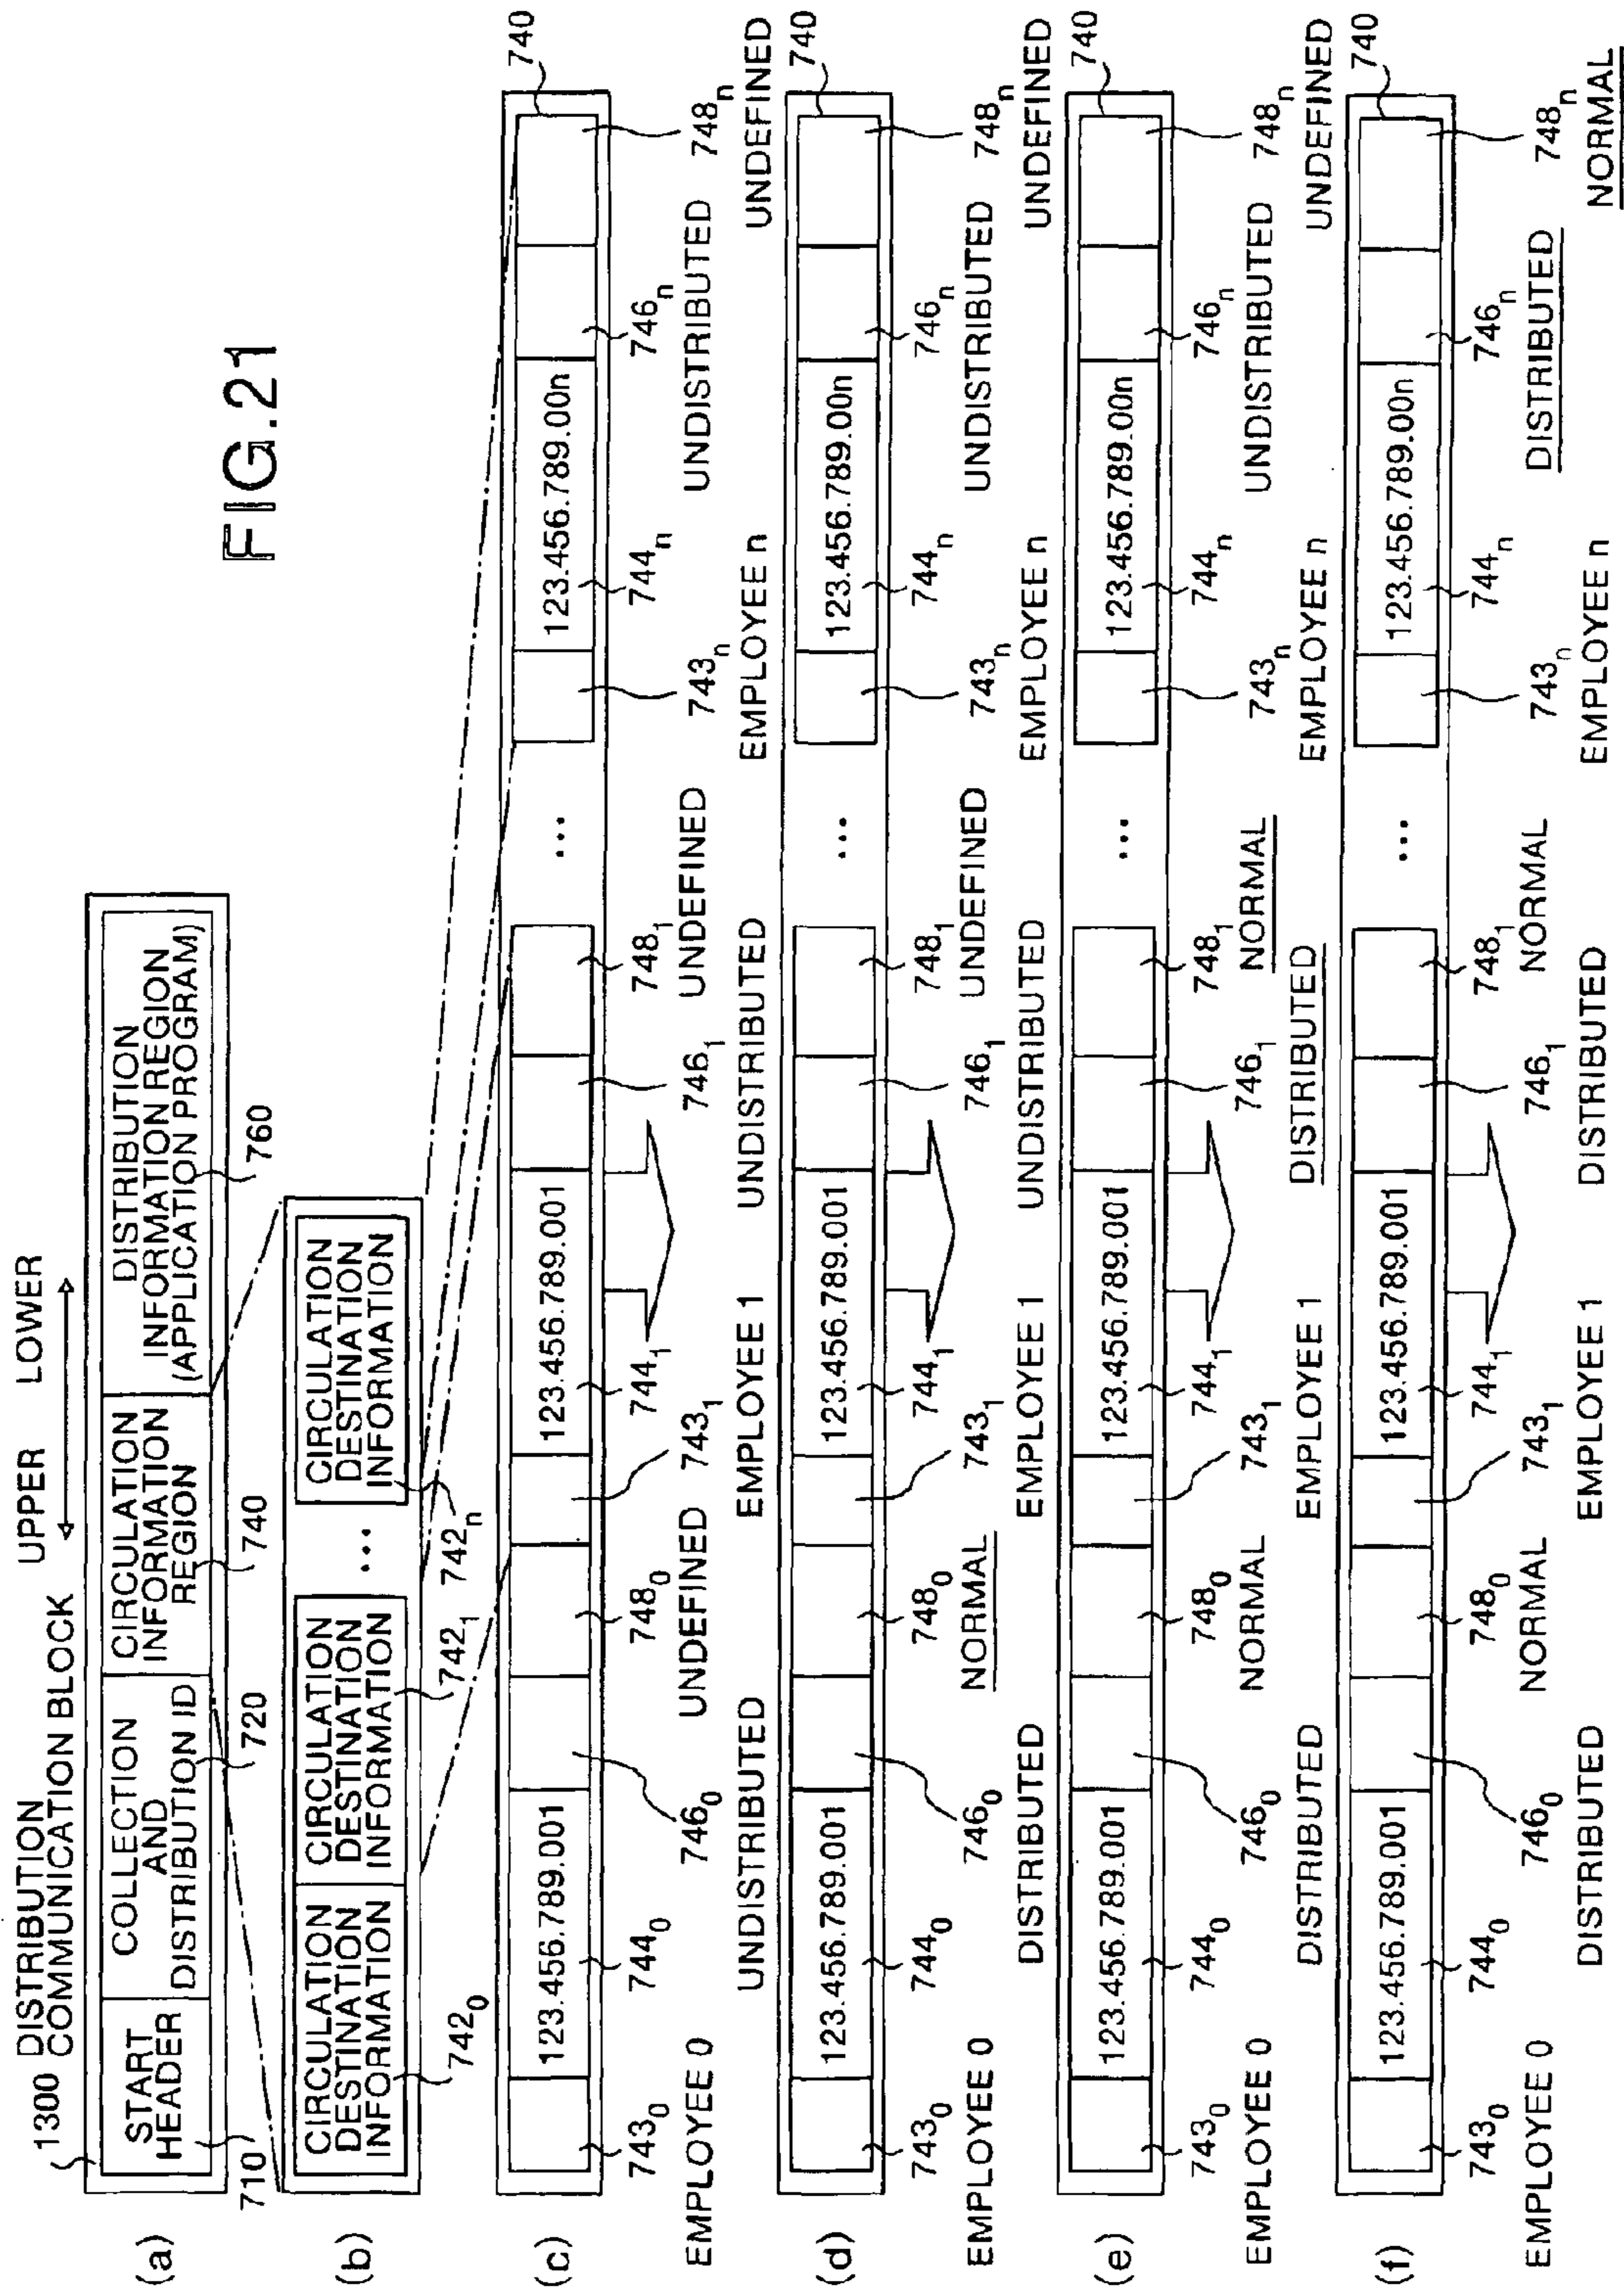 FIG.21
1300 DISTRIBUTION
COMMUNICATION BLOCK
UPPER LOWER
(a)
START
HEADER
COLLECTION
AND
DISTRIBUTION ID
CIRCULATION
INFORMATION
REGION
DISTRIBUTION
INFORMATION REGION
(APPLICATION PROGRAM)
710 720 740 760
(b)
CIRCULATION
DESTINATION
INFORMATION
CIRCULATION
DESTINATION
INFORMATION
...
CIRCULATION
DESTINATION
INFORMATION
742₀ 742₁ 742ₙ
(c) 740
123.456.789.001 123.456.789.001 ... 123.456.789.00n
743₀ 744₀ 746₀ 748₀ 743₁ 744₁ 746₁ 748₁ 743ₙ 744ₙ 746ₙ 748ₙ
EMPLOYEE 0 UNDISTRIBUTED UNDEFINED EMPLOYEE 1 UNDISTRIBUTED UNDEFINED EMPLOYEE n UNDISTRIBUTED UNDEFINED
(d) 740
123.456.789.001 123.456.789.001 ... 123.456.789.00n
743₀ 744₀ 746₀ 748₀ 743₁ 744₁ 746₁ 748₁ 743ₙ 744ₙ 746ₙ 748ₙ
EMPLOYEE 0 DISTRIBUTED NORMAL EMPLOYEE 1 UNDISTRIBUTED UNDEFINED EMPLOYEE n UNDISTRIBUTED UNDEFINED
(e) 740
123.456.789.001 123.456.789.001 ... 123.456.789.00n
743₀ 744₀ 746₀ 748₀ 743₁ 744₁ 746₁ 748₁ 743ₙ 744ₙ 746ₙ 748ₙ
EMPLOYEE 0 DISTRIBUTED NORMAL EMPLOYEE 1 DISTRIBUTED NORMAL EMPLOYEE n UNDISTRIBUTED UNDEFINED
(f) 740
123.456.789.001 123.456.789.001 ... 123.456.789.00n
743₀ 744₀ 746₀ 748₀ 743₁ 744₁ 746₁ 748₁ 743ₙ 744ₙ 746ₙ 748ₙ
EMPLOYEE 0 DISTRIBUTED NORMAL EMPLOYEE 1 DISTRIBUTED NORMAL EMPLOYEE n DISTRIBUTED NORMAL